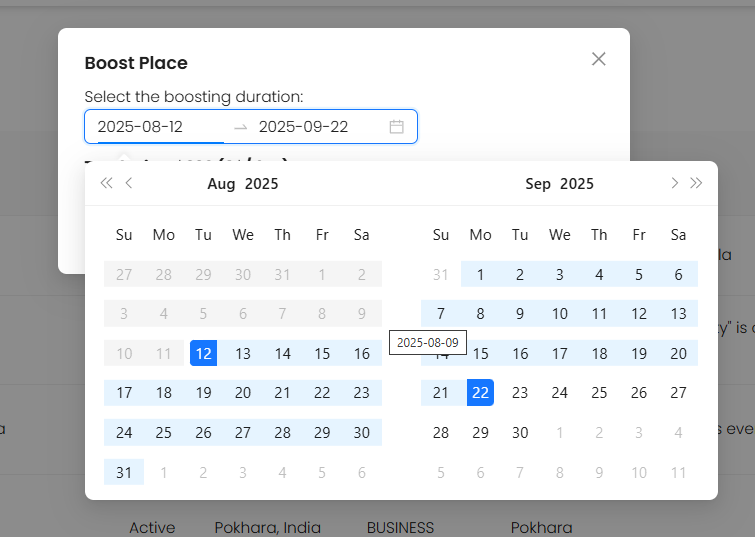 Boost Place
Select the boosting duration:
2025-08-12 2025-09-22
Aug 2025 Sep 2025
Su Mo Tu We Th Fr Sa Su Mo Tu We Th Fr Sa
27 28 29 30 31 1 2 31 1 2 3 4 5 6
3 4 5 6 7 8 9 7 8 9 10 11 12 13
2025-08-09
10 11 12 13 14 15 16 14 15 16 17 18 19 20
17 18 19 20 21 22 23 21 22 23 24 25 26 27
24 25 26 27 28 29 30 28 29 30 1 2 3 4
31 1 2 3 4 5 6 5 6 7 8 9 10 11
Active Pokhara, India BUSINESS Pokhara